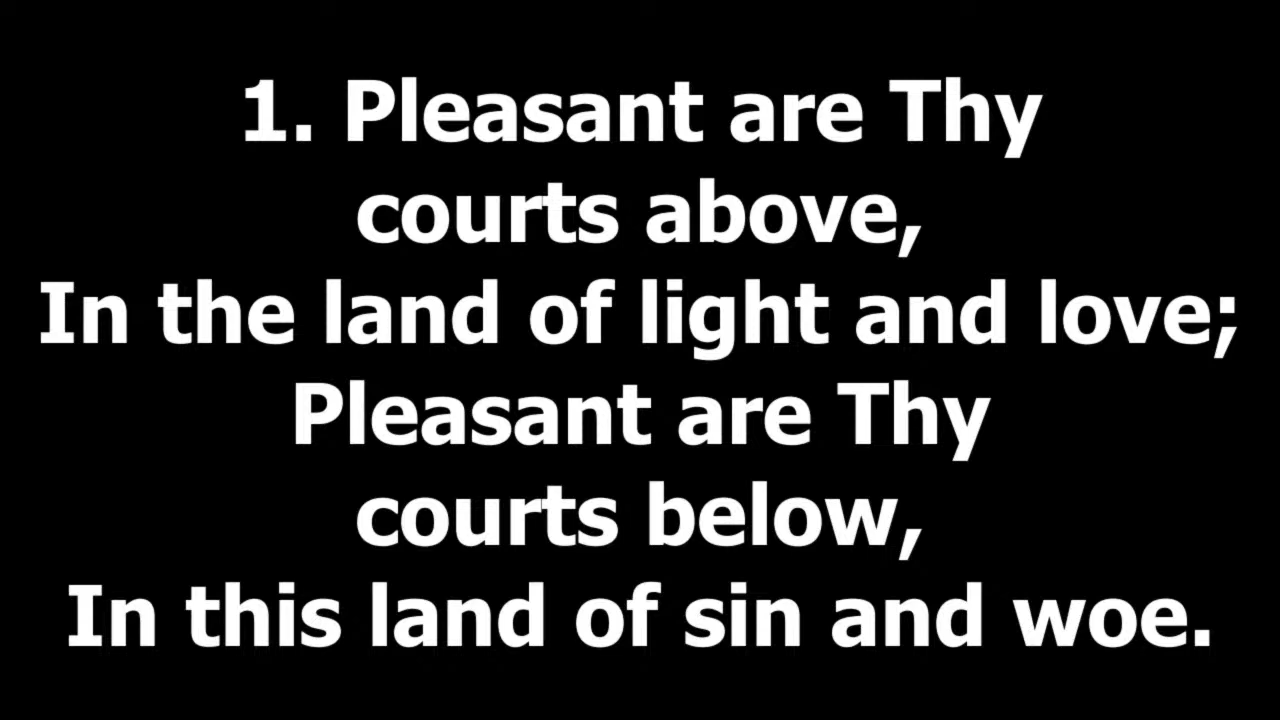 1. Pleasant are Thy
courts above,
In the land of light and love;
Pleasant are Thy
courts below,
In this land of sin and woe.